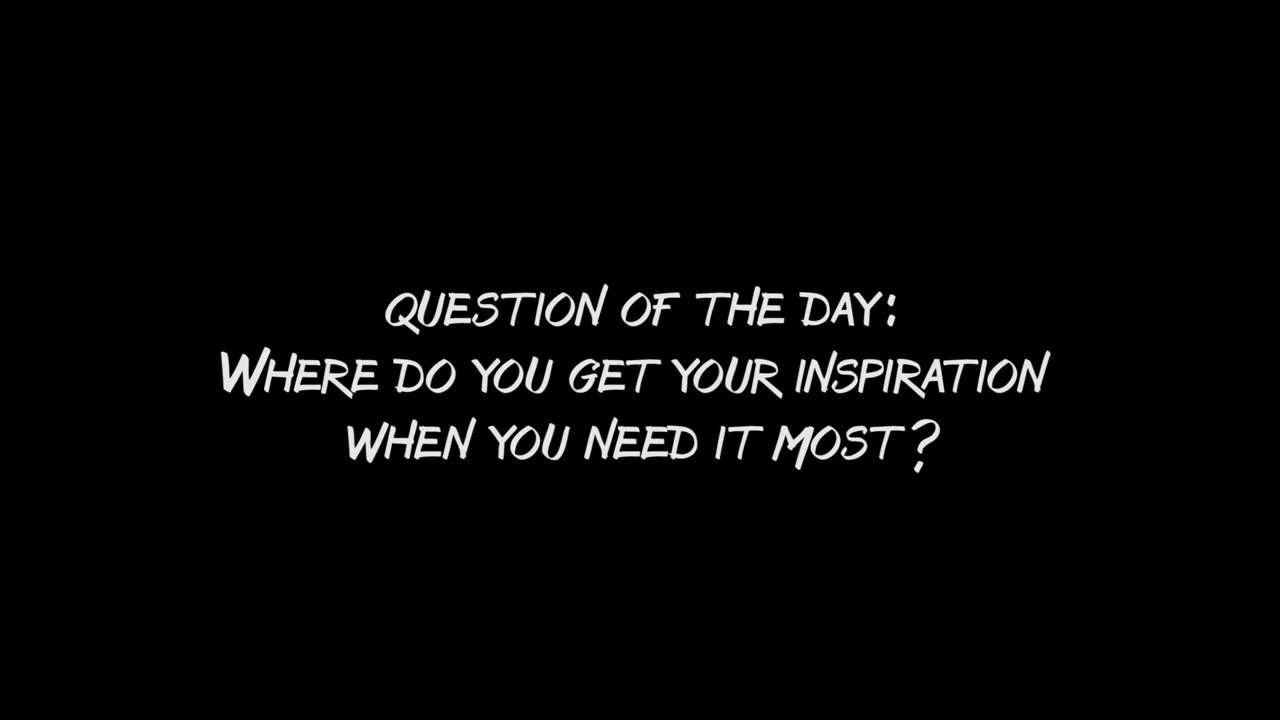 QUESTION OF THE DAY:
WHERE DO YOU GET YOUR INSPIRATION
WHEN YOU NEED IT MOST?